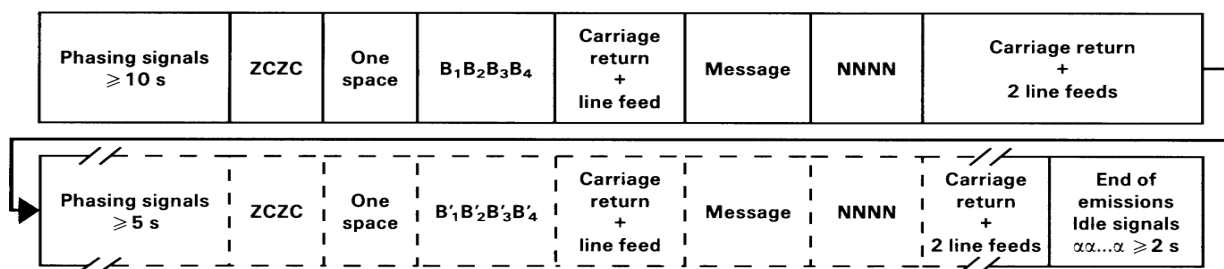 Phasing signals
⩾ 10 s
ZCZC
One
space
B₁B₂B₃B₄
Carriage
return
+
line feed
Message
NNNN
Carriage return
+
2 line feeds
Phasing signals
⩾ 5 s
ZCZC
One
space
B'₁B'₂B'₃B'₄
Carriage
return
+
line feed
Message
NNNN
Carriage
return
+
2 line feeds
End of
emissions
Idle signals
αα...α ⩾ 2 s